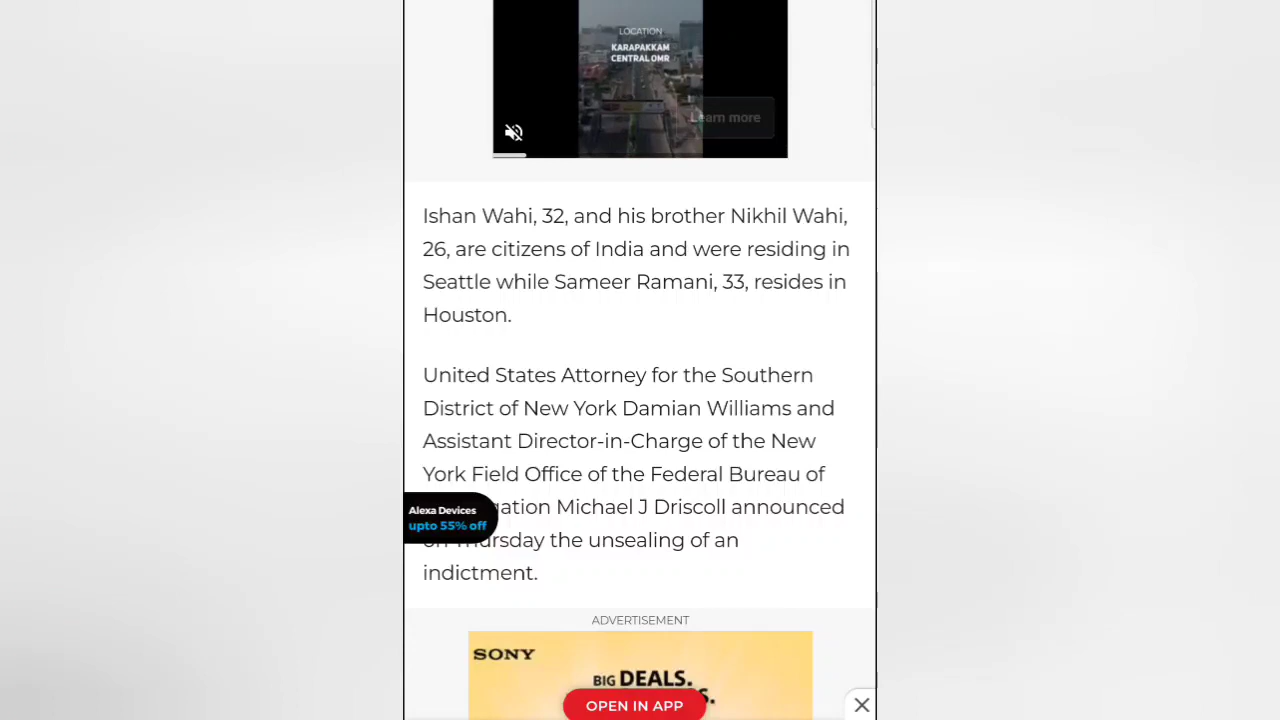 LOCATION
KARAPAKKAM
CENTRAL OMR
Learn more
Ishan Wahi, 32, and his brother Nikhil Wahi,
26, are citizens of India and were residing in
Seattle while Sameer Ramani, 33, resides in
Houston.
United States Attorney for the Southern
District of New York Damian Williams and
Assistant Director-in-Charge of the New
York Field Office of the Federal Bureau of
gation Michael J Driscoll announced
on Thursday the unsealing of an
indictment.
Alexa Devices
upto 55% off
ADVERTISEMENT
SONY
BIG DEALS.
OPEN IN APP